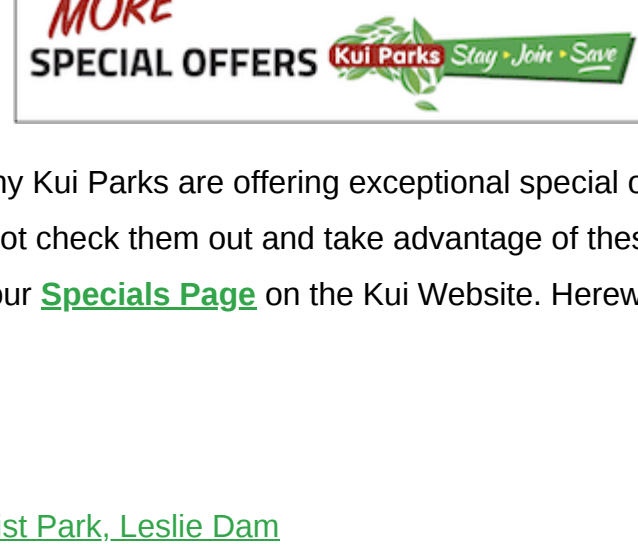 MORE
SPECIAL OFFERS Kui Parks Stay • Join • Save
ny Kui Parks are offering exceptional special o
ot check them out and take advantage of thes
our Specials Page on the Kui Website. Herew
ist Park, Leslie Dam